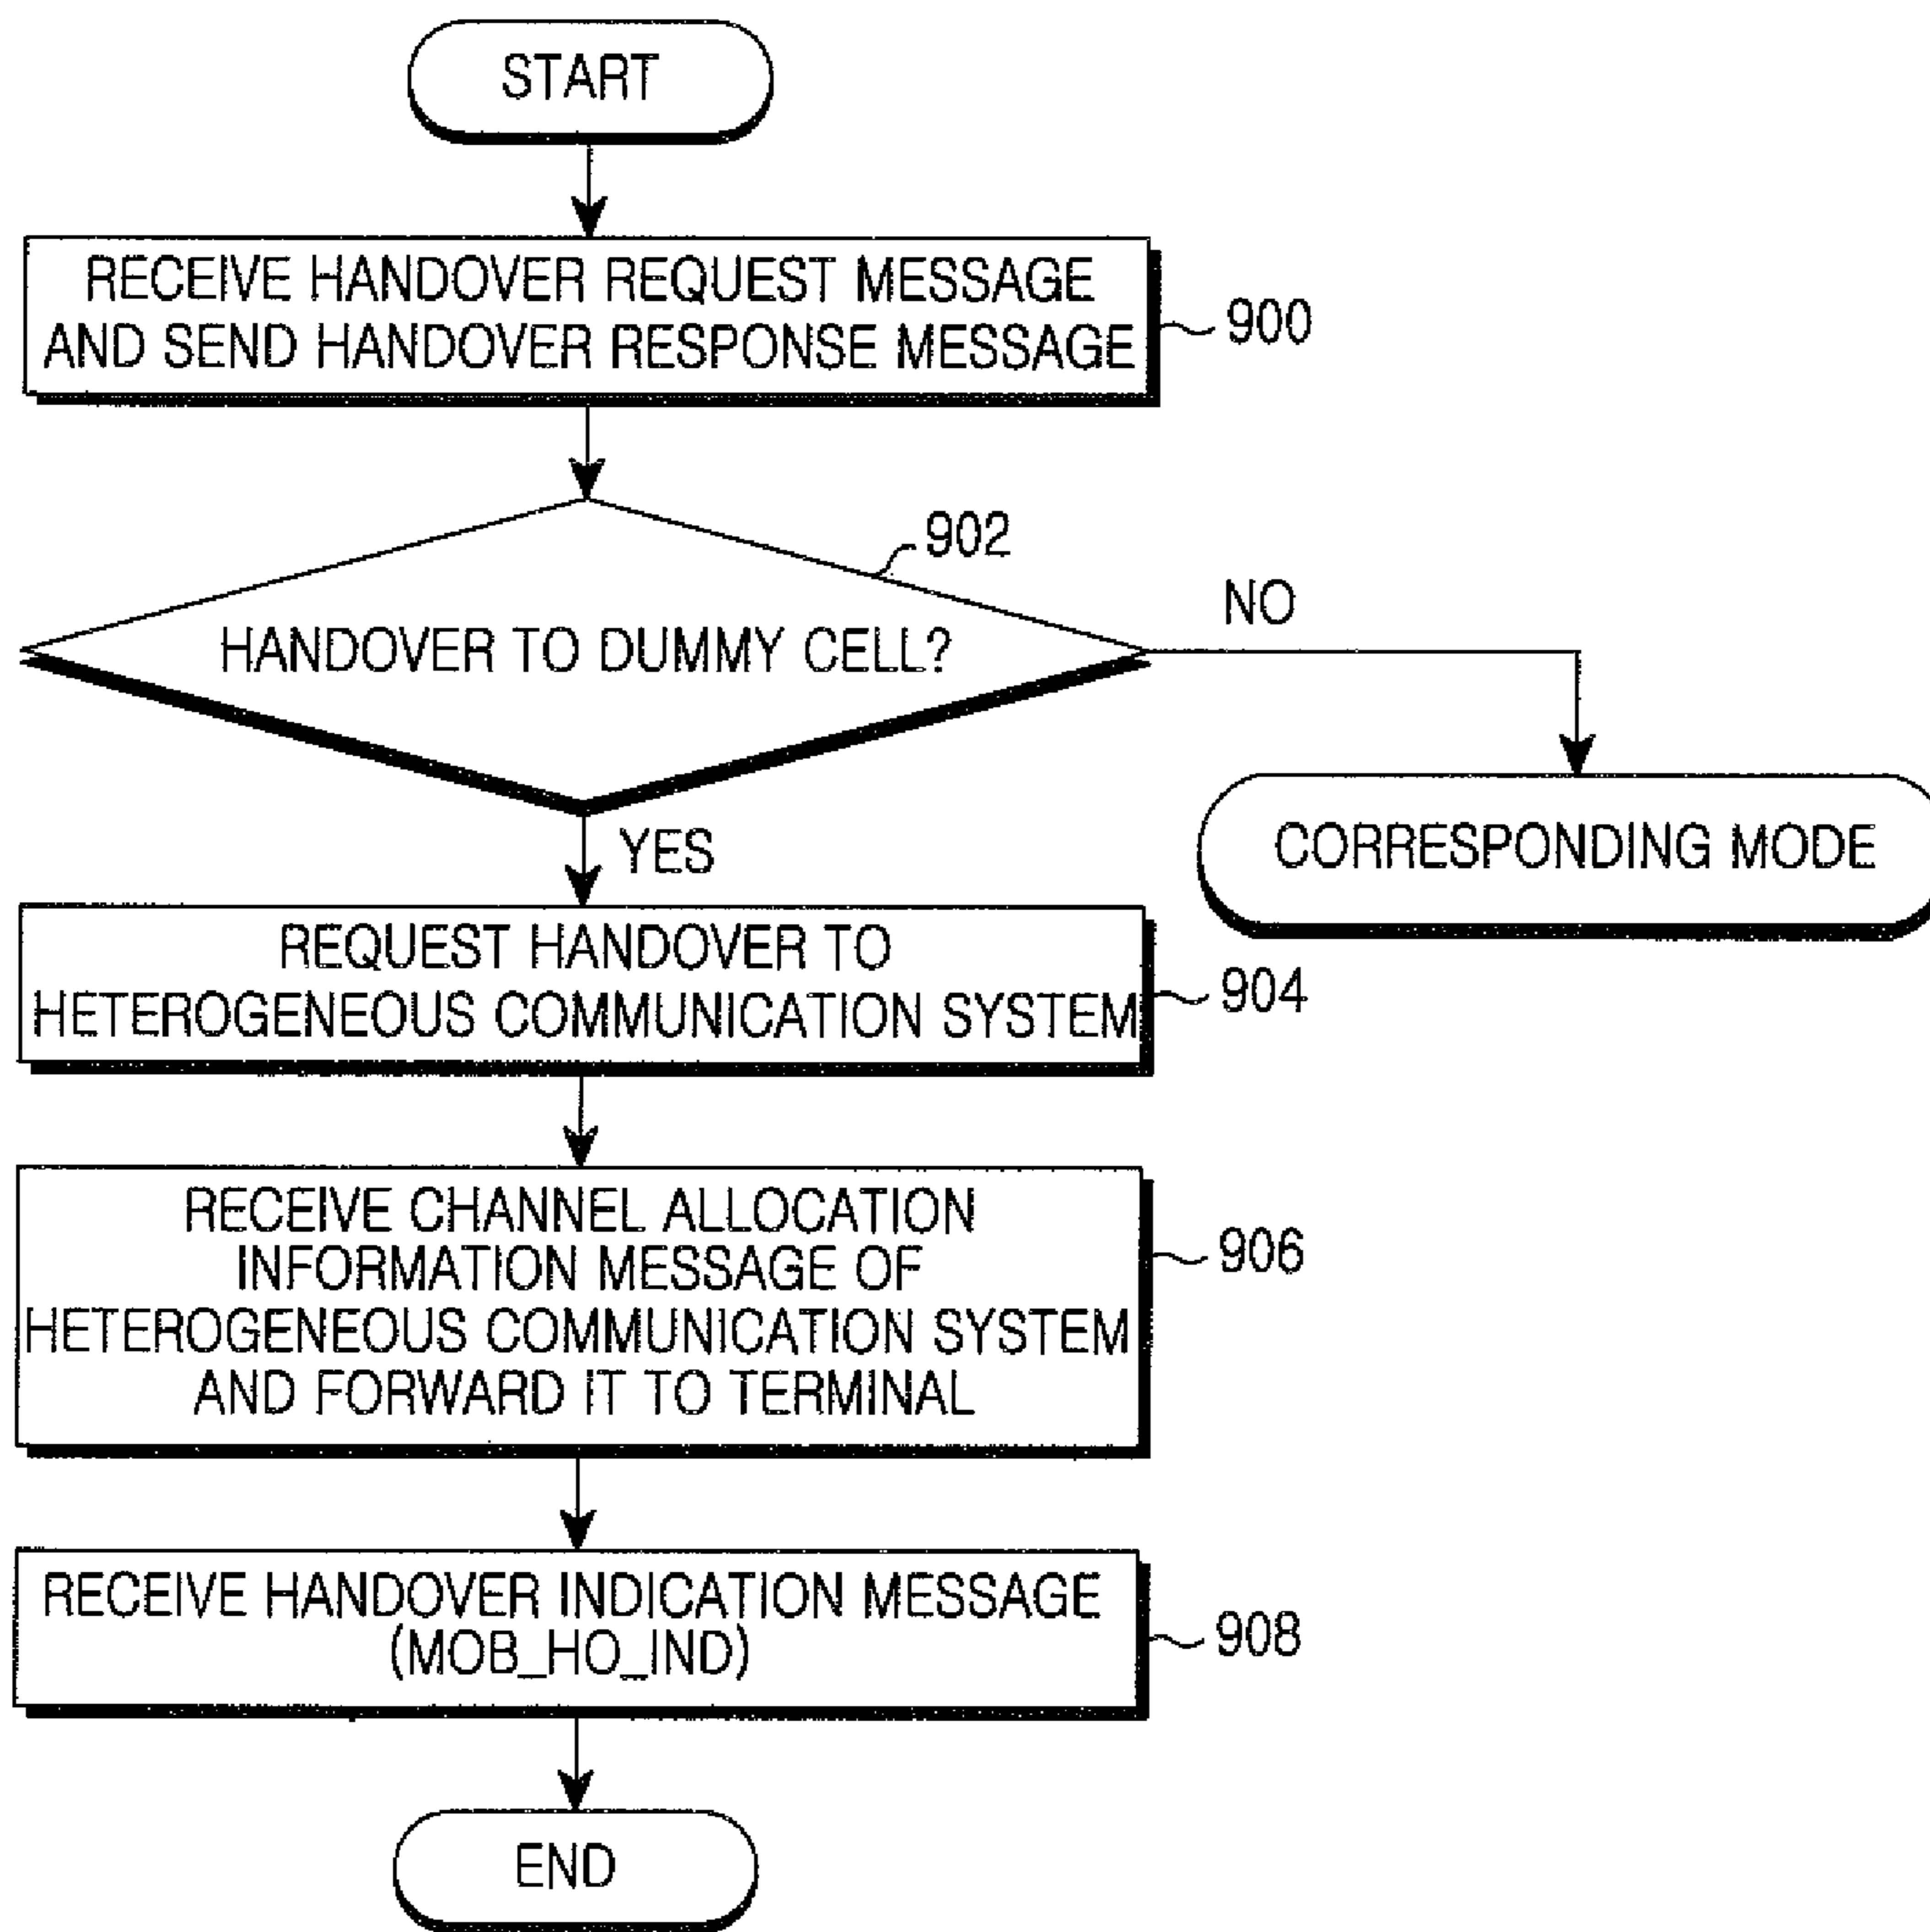 START
RECEIVE HANDOVER REQUEST MESSAGE
AND SEND HANDOVER RESPONSE MESSAGE
900
902
HANDOVER TO DUMMY CELL?
NO
CORRESPONDING MODE
YES
REQUEST HANDOVER TO
HETEROGENEOUS COMMUNICATION SYSTEM
904
RECEIVE CHANNEL ALLOCATION
INFORMATION MESSAGE OF
HETEROGENEOUS COMMUNICATION SYSTEM
AND FORWARD IT TO TERMINAL
906
RECEIVE HANDOVER INDICATION MESSAGE
(MOB_HO_IND)
908
END